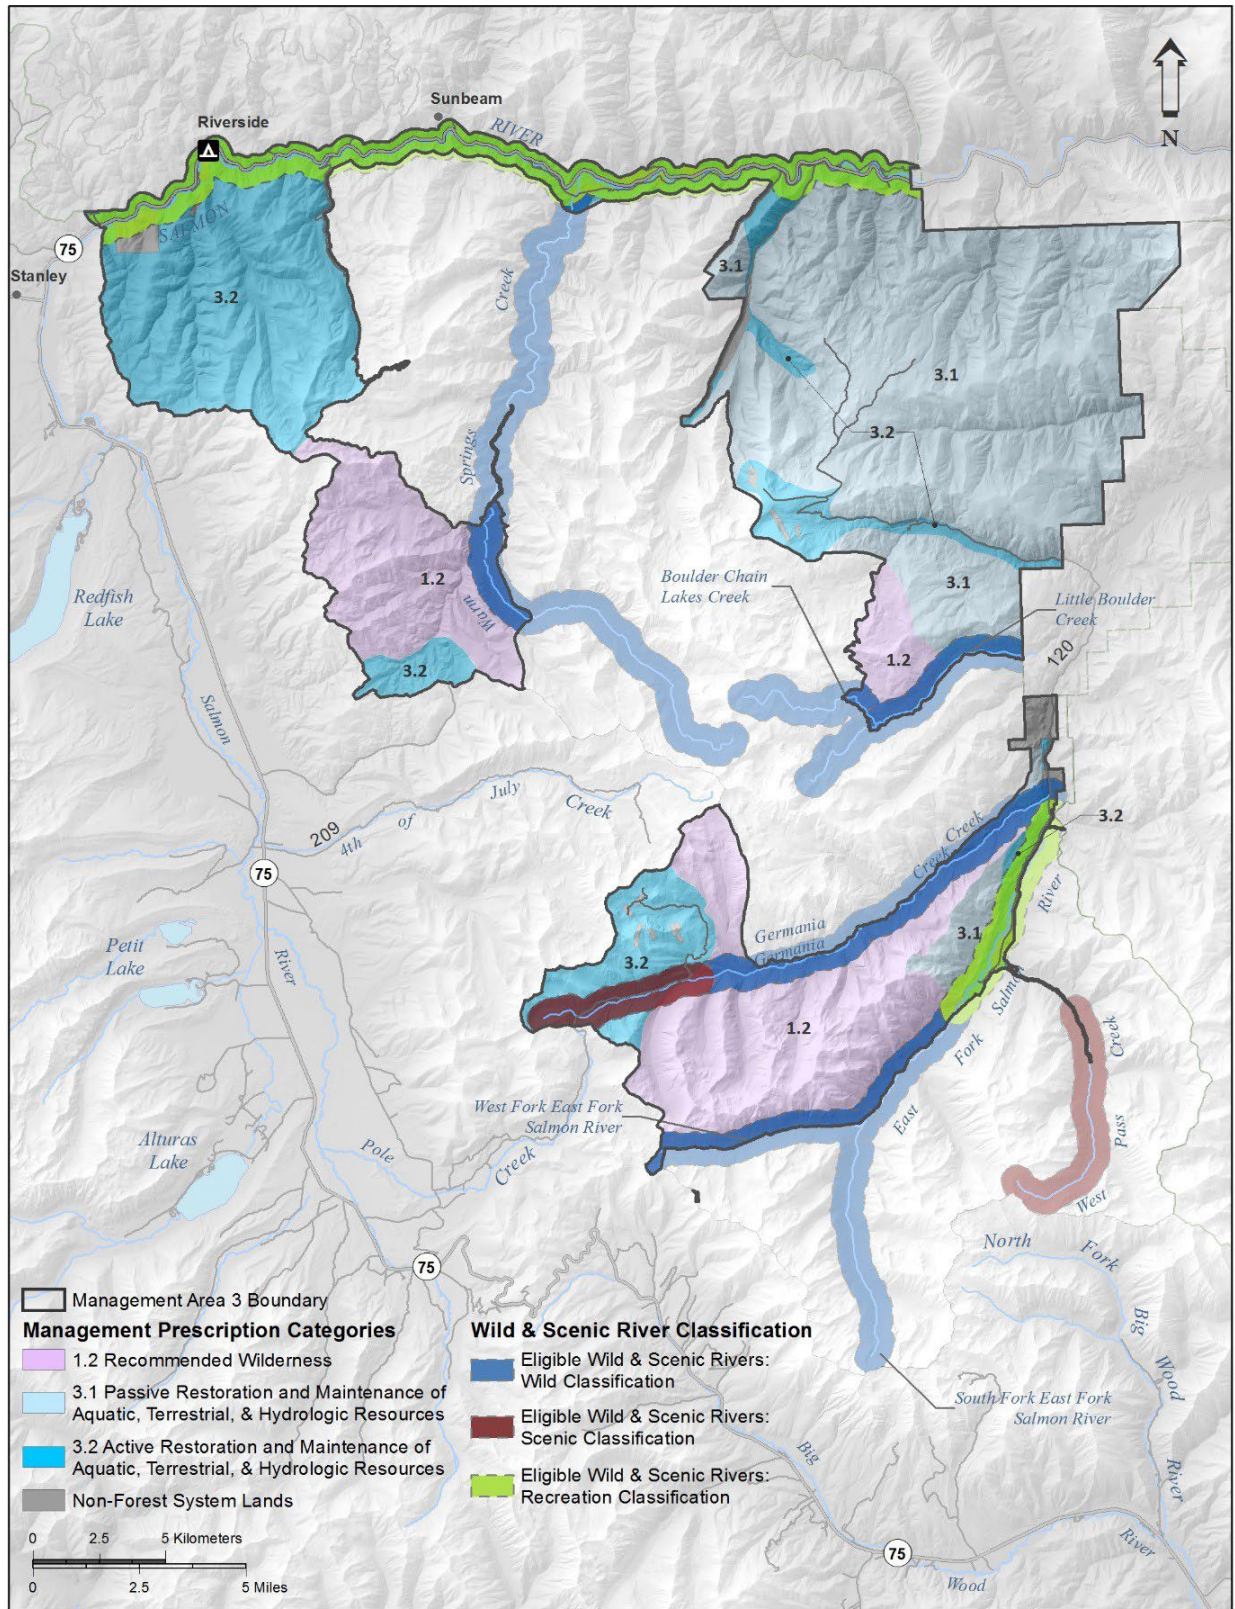 Sunbeam
Riverside
RIVER
N
SALMON
75
Stanley
3.2
Creek
3.1
3.1
3.2
Springs
1.2
Warm
3.2
Boulder Chain
Lakes Creek
3.1
Little Boulder
Creek
1.2
120
Redfish
Lake
Salmon
July
Creek
of
4th
209
75
3.2
Creek
Creek
Creek
Creek
River
Germania
Germania
3.1
3.2
Petit
Lake
River
Salmon
1.2
Fork
Creek
West Fork East Fork
Salmon River
East
Pass
Alturas
Lake
Pole
Creek
West
North
Fork
75
Big
Wood
River
South Fork East Fork
Salmon River
Big
River
75
Wood
Management Area 3 Boundary
Management Prescription Categories
1.2 Recommended Wilderness
3.1 Passive Restoration and Maintenance of
Aquatic, Terrestrial, & Hydrologic Resources
3.2 Active Restoration and Maintenance of
Aquatic, Terrestrial, & Hydrologic Resources
Non-Forest System Lands
Wild & Scenic River Classification
Eligible Wild & Scenic Rivers:
Wild Classification
Eligible Wild & Scenic Rivers:
Scenic Classification
Eligible Wild & Scenic Rivers:
Recreation Classification
0 2.5 5 Kilometers
0 2.5 5 Miles